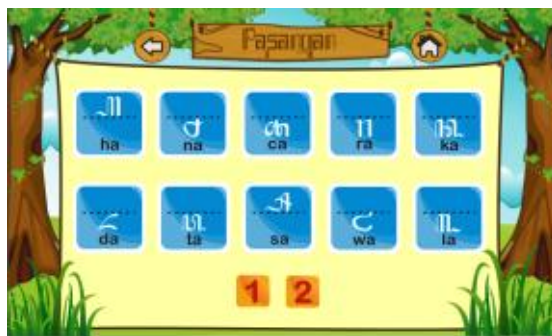 Pasangan
꧀ꦲ ꧀ꦤ ꧀ꦕ ꧀ꦫ ꧀ꦏ
ha na ca ra ka
꧀ꦢ ꧀ꦠ ꧀ꦱ ꧀ꦮ ꧀ꦭ
da ta sa wa la
1 2